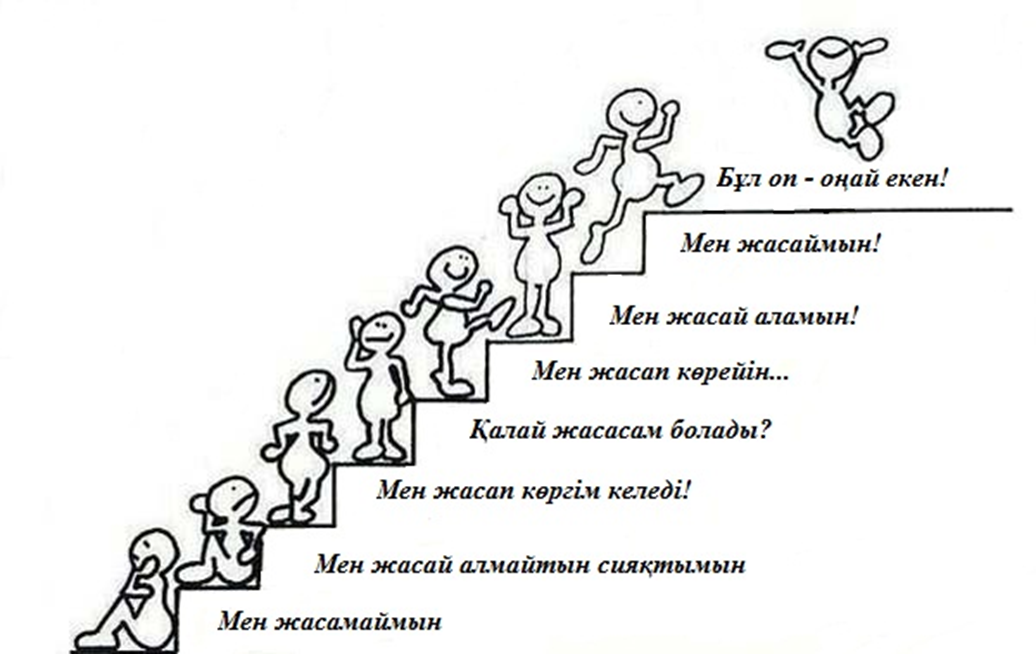 Бұл оп - оңай екен!
Мен жасаймын!
Мен жасай аламын!
Мен жасап көрейін...
Қалай жасасам болады?
Мен жасап көргім келеді!
Мен жасай алмайтын сияқтымын
Мен жасамаймын